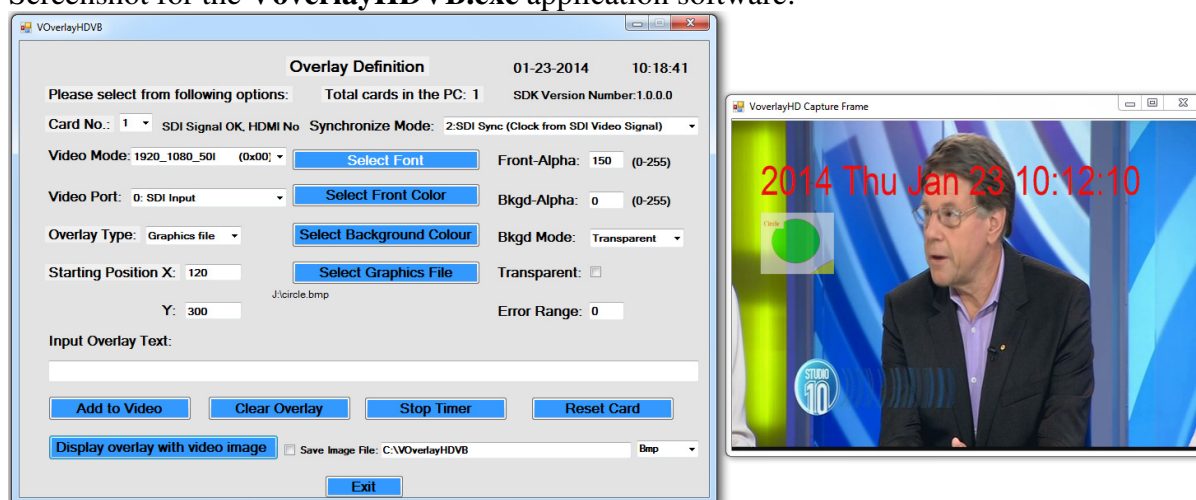 Screenshot for the VoverlayHDVB.exe application software:
VOverlayHDVB
Overlay Definition 01-23-2014 10:18:41
Please select from following options: Total cards in the PC: 1 SDK Version Number:1.0.0.0
Card No.: 1 SDI Signal OK, HDMI No Synchronize Mode: 2:SDI Sync (Clock from SDI Video Signal)
Video Mode: 1920_1080_50I (0x00) Select Font Front-Alpha: 150 (0-255)
Video Port: 0: SDI Input Select Front Color Bkgd-Alpha: 0 (0-255)
Overlay Type: Graphics file Select Background Colour Bkgd Mode: Transparent
Starting Position X: 120 Select Graphics File Transparent:
J:\circle.bmp
Y: 300 Error Range: 0
Input Overlay Text:
Add to Video Clear Overlay Stop Timer Reset Card
Display overlay with video image Save Image File: C:\VOverlayHDVB Bmp
Exit
VoverlayHD Capture Frame
2014 Thu Jan 23 10:12:10
Circle
STUDIO
10